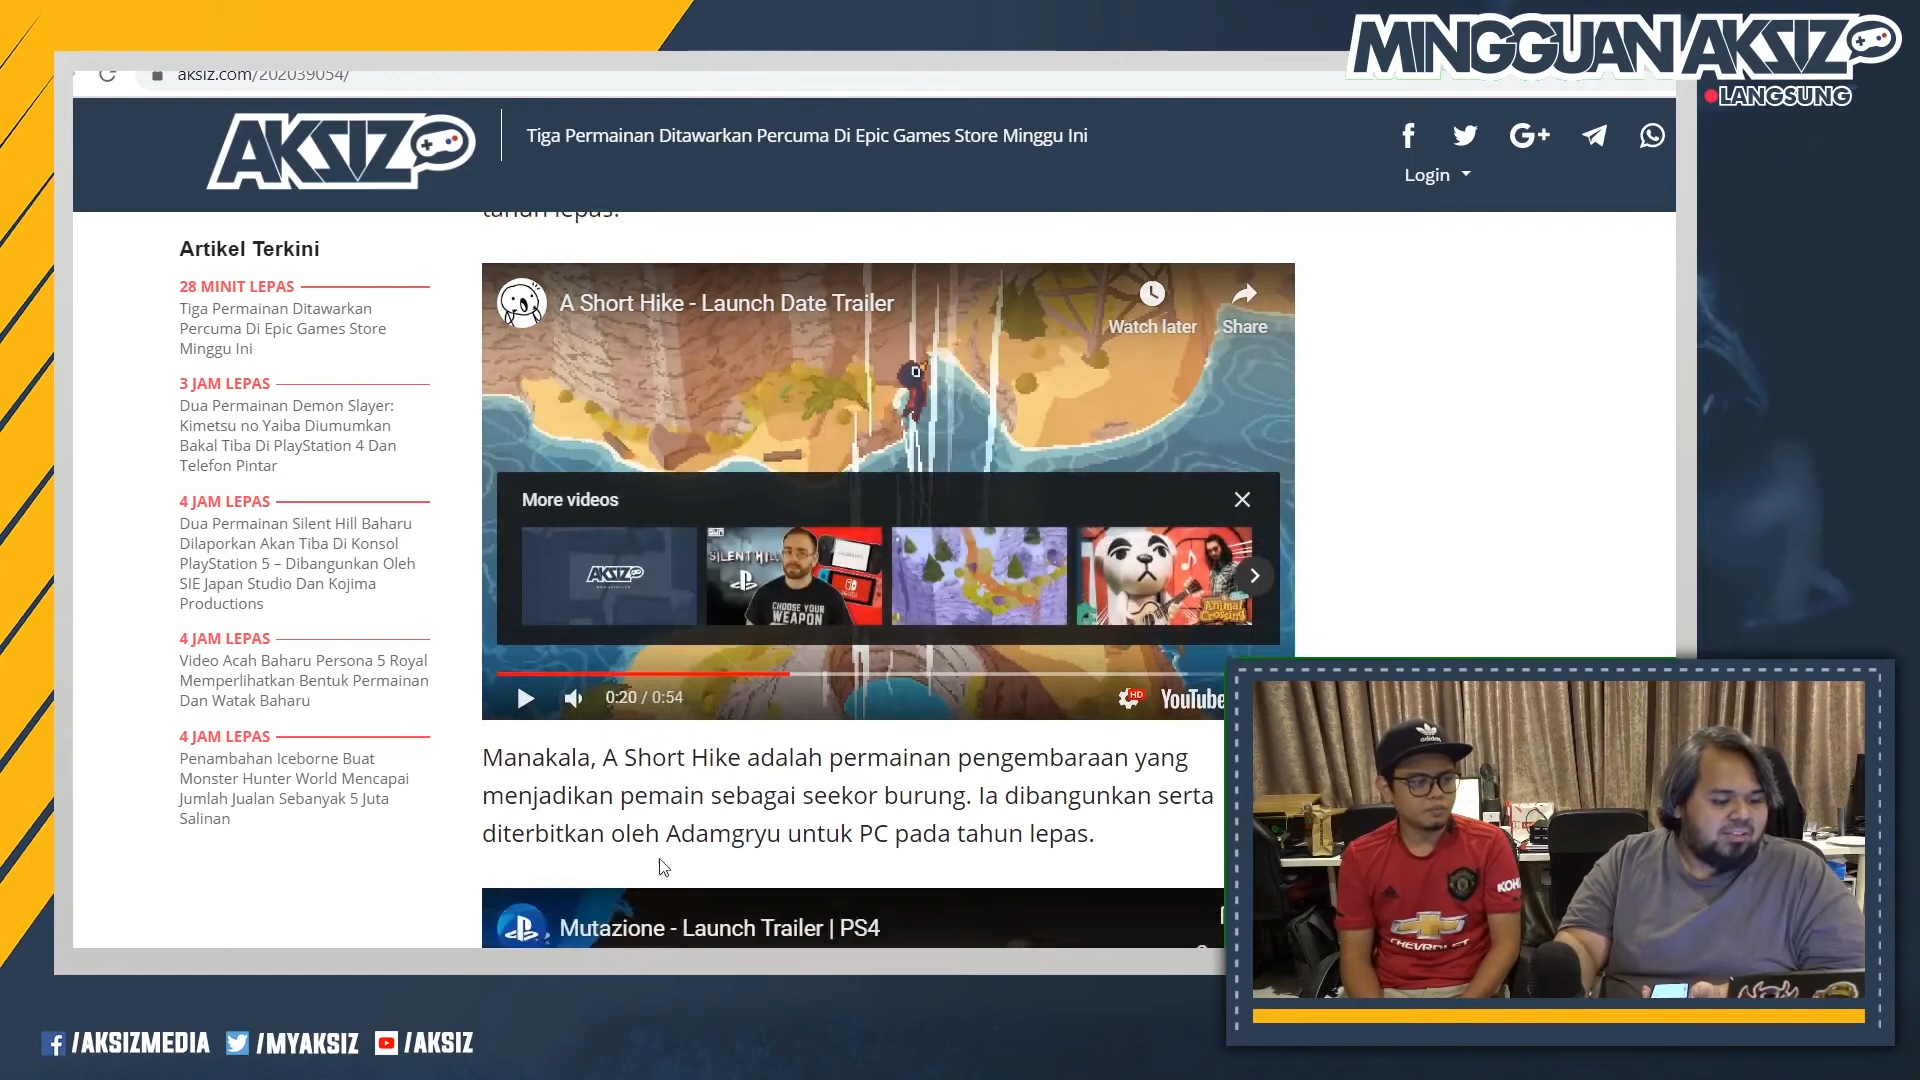 MINGGUAN AKSIZ
LANGSUNG
aksiz.com/202039054/
AKSIZ
Tiga Permainan Ditawarkan Percuma Di Epic Games Store Minggu Ini
G+
Login
tahun lepas.
Artikel Terkini
28 MINIT LEPAS
Tiga Permainan Ditawarkan
Percuma Di Epic Games Store
Minggu Ini
3 JAM LEPAS
Dua Permainan Demon Slayer:
Kimetsu no Yaiba Diumumkan
Bakal Tiba Di PlayStation 4 Dan
Telefon Pintar
4 JAM LEPAS
Dua Permainan Silent Hill Baharu
Dilaporkan Akan Tiba Di Konsol
PlayStation 5 – Dibangunkan Oleh
SIE Japan Studio Dan Kojima
Productions
4 JAM LEPAS
Video Acah Baharu Persona 5 Royal
Memperlihatkan Bentuk Permainan
Dan Watak Baharu
4 JAM LEPAS
Penambahan Iceborne Buat
Monster Hunter World Mencapai
Jumlah Jualan Sebanyak 5 Juta
Salinan
A Short Hike - Launch Date Trailer
Watch later
Share
More videos
AKSIZ
SILENT HILL
CHOOSE YOUR
WEAPON
Animal
Crossing
0:20 / 0:54
HD
YouTube
Manakala, A Short Hike adalah permainan pengembaraan yang
menjadikan pemain sebagai seekor burung. Ia dibangunkan serta
diterbitkan oleh Adamgryu untuk PC pada tahun lepas.
Mutazione - Launch Trailer | PS4
adidas
CHEVROLET
/AKSIZMEDIA
/MYAKSIZ
/AKSIZ